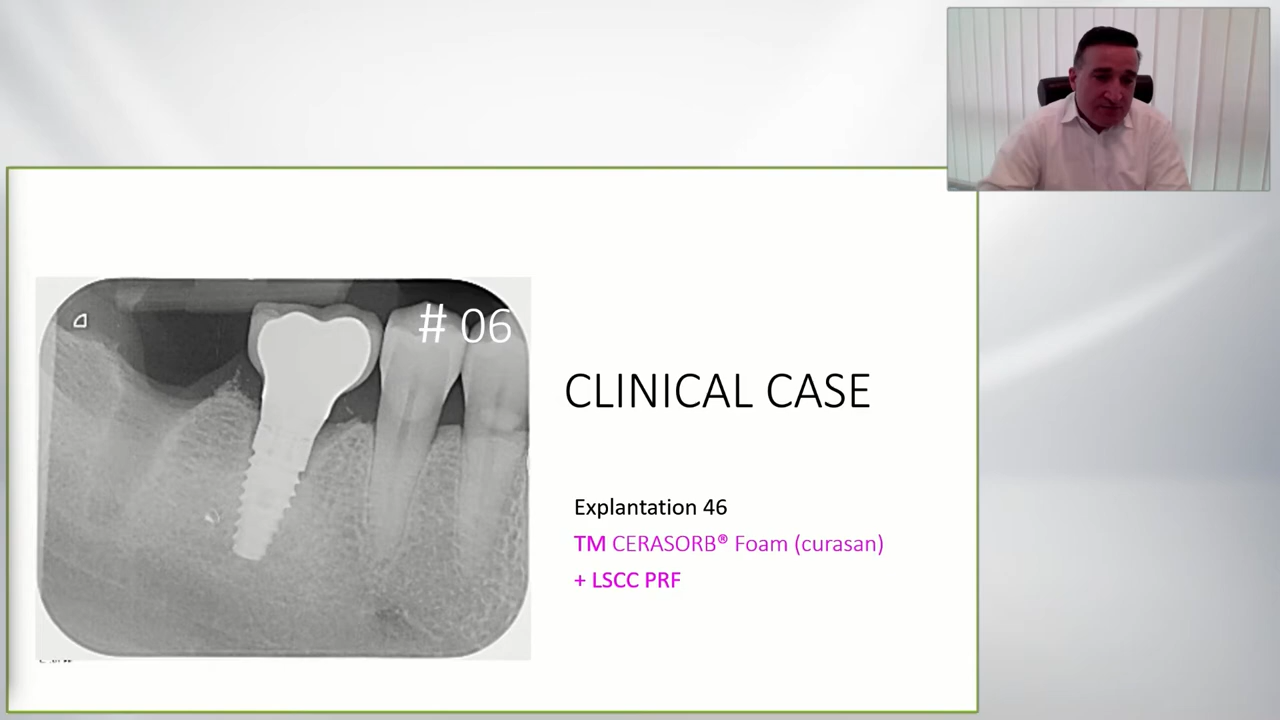 # 06
CLINICAL CASE
Explantation 46
TM CERASORB® Foam (curasan)
+ LSCC PRF